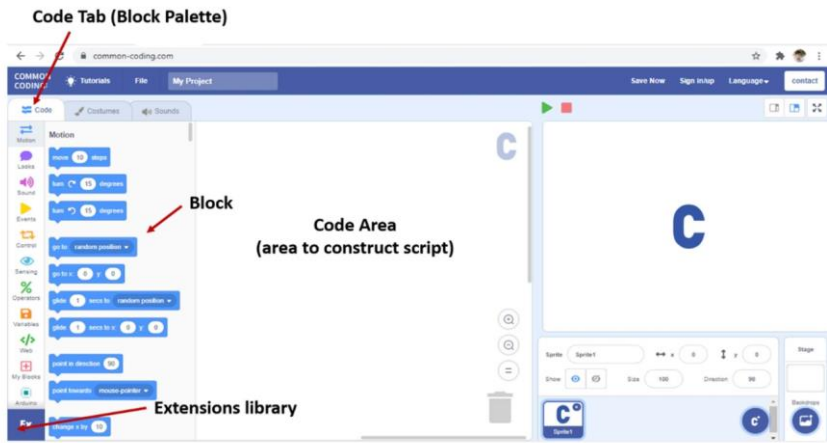 Code Tab (Block Palette)
common-coding.com
COMMON
CODING
Tutorials
File
My Project
Save Now
Sign in/up
Language
contact
Code
Costumes
Sounds
Motion
Looks
Sound
Events
Control
Sensing
Operators
Variables
Web
My Blocks
Arduino
Ex
Motion
move 10 steps
turn 15 degrees
turn 15 degrees
go to random position
go to x: 0 y: 0
glide 1 secs to random position
glide 1 secs to x: 0 y: 0
point in direction 90
point towards mouse-pointer
change x by 10
Block
Code Area
(area to construct script)
Extensions library
C
C
Sprite Sprite1 x 0 y 0
Show Size 100 Direction 90
C
Sprite1
C
Stage
Backdrops